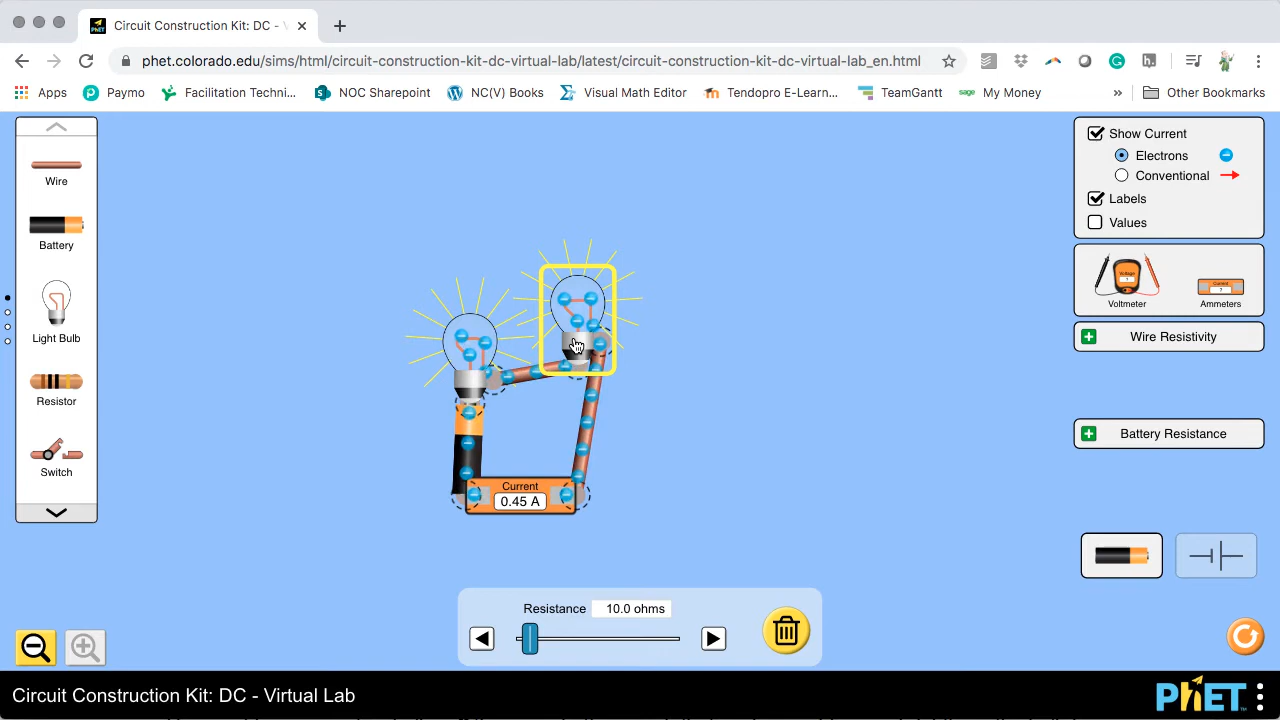 Circuit Construction Kit: DC - V
phet.colorado.edu/sims/html/circuit-construction-kit-dc-virtual-lab/latest/circuit-construction-kit-dc-virtual-lab_en.html
Apps Paymo Facilitation Techni... NOC Sharepoint NC(V) Books Visual Math Editor Tendopro E-Learn... TeamGantt sage My Money » Other Bookmarks
Wire
Battery
Light Bulb
Resistor
Switch
Show Current
Electrons
Conventional
Labels
Values
Voltage
?
Voltmeter
Current
?
Ammeters
Wire Resistivity
Battery Resistance
Current
0.45 A
Resistance 10.0 ohms
Circuit Construction Kit: DC - Virtual Lab
PhET